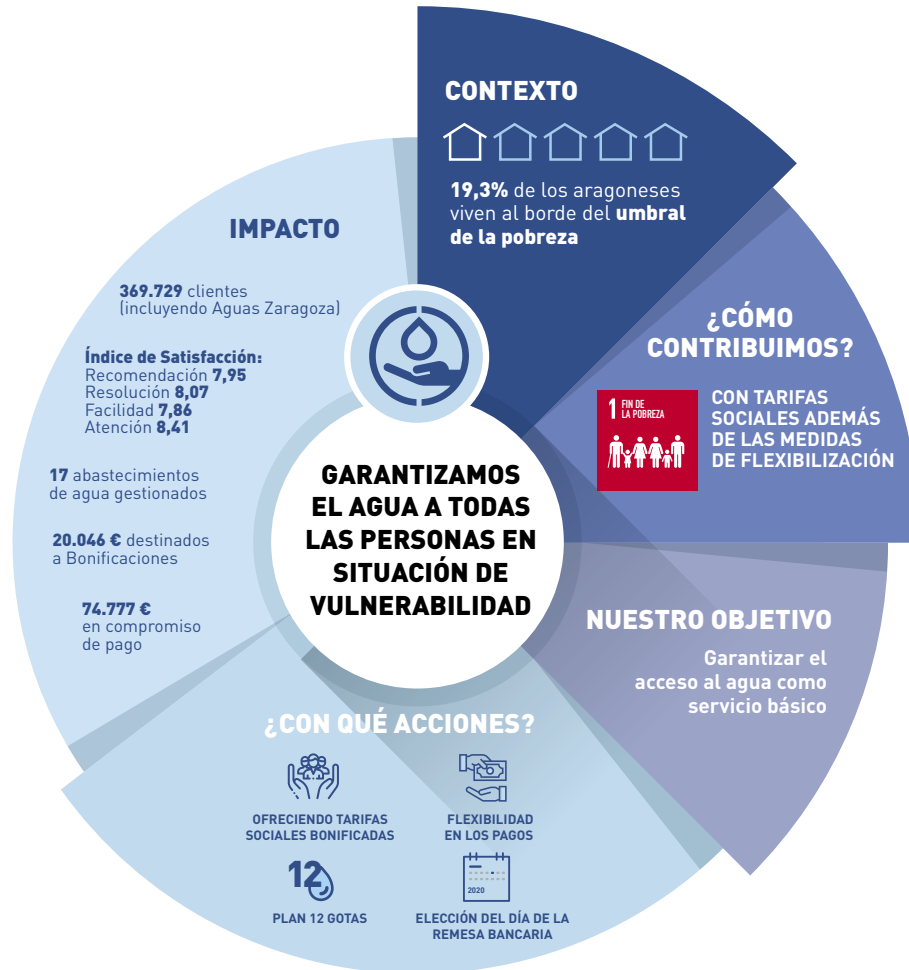 CONTEXTO
19,3% de los aragoneses
viven al borde del umbral
de la pobreza
¿CÓMO
CONTRIBUIMOS?
1 FIN DE
LA POBREZA
CON TARIFAS
SOCIALES ADEMÁS
DE LAS MEDIDAS
DE FLEXIBILIZACIÓN
NUESTRO OBJETIVO
Garantizar el
acceso al agua como
servicio básico
¿CON QUÉ ACCIONES?
OFRECIENDO TARIFAS
SOCIALES BONIFICADAS
FLEXIBILIDAD
EN LOS PAGOS
12
PLAN 12 GOTAS
2020
ELECCIÓN DEL DÍA DE LA
REMESA BANCARIA
IMPACTO
369.729 clientes
(incluyendo Aguas Zaragoza)
Índice de Satisfacción:
Recomendación 7,95
Resolución 8,07
Facilidad 7,86
Atención 8,41
17 abastecimientos
de agua gestionados
20.046 € destinados
a Bonificaciones
74.777 €
en compromiso
de pago
GARANTIZAMOS
EL AGUA A TODAS
LAS PERSONAS EN
SITUACIÓN DE
VULNERABILIDAD